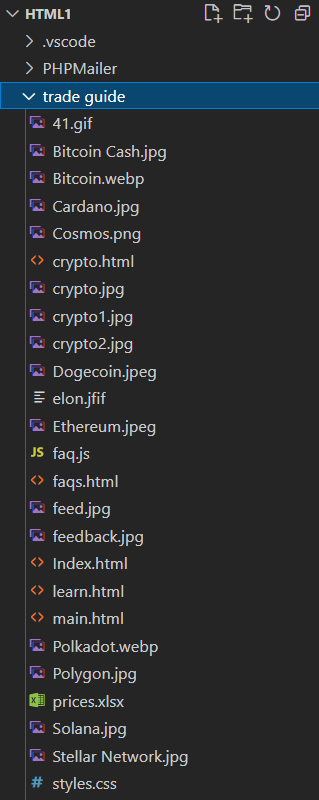 HTML1
.vscode
PHPMailer
trade guide
41.gif
Bitcoin Cash.jpg
Bitcoin.webp
Cardano.jpg
Cosmos.png
crypto.html
crypto.jpg
crypto1.jpg
crypto2.jpg
Dogecoin.jpeg
elon.jfif
Ethereum.jpeg
JS faq.js
faqs.html
feed.jpg
feedback.jpg
Index.html
learn.html
main.html
Polkadot.webp
Polygon.jpg
prices.xlsx
Solana.jpg
Stellar Network.jpg
# styles.css